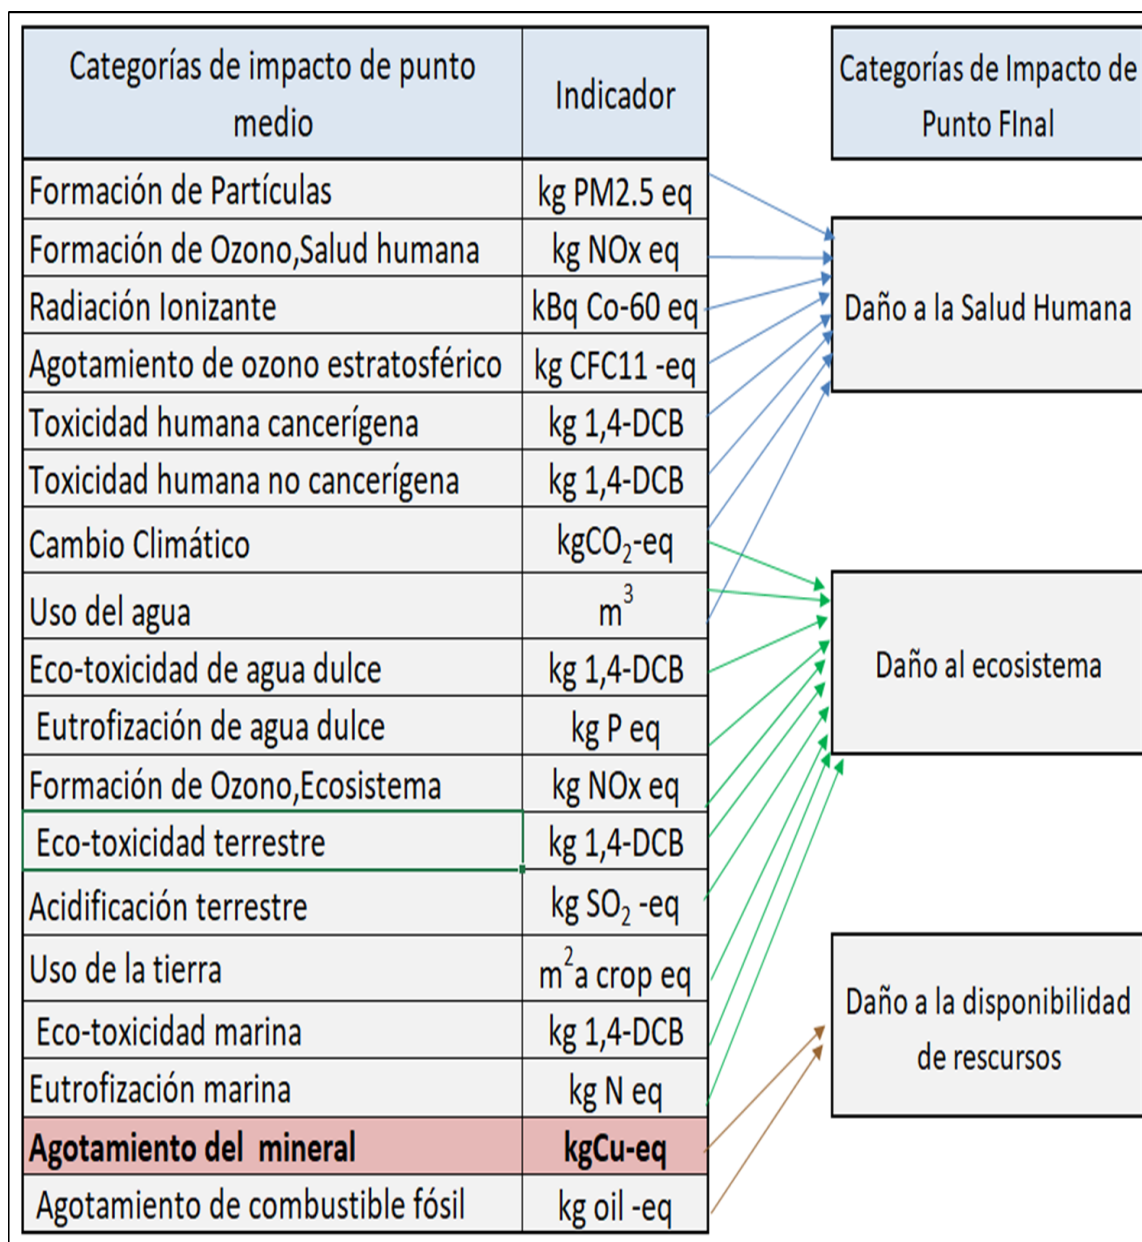 Categorías de impacto de punto
medio
Indicador
Categorías de Impacto de
Punto FInal
Formación de Partículas
kg PM2.5 eq
Formación de Ozono,Salud humana
kg NOx eq
Radiación Ionizante
kBq Co-60 eq
Agotamiento de ozono estratosférico
kg CFC11 -eq
Toxicidad humana cancerígena
kg 1,4-DCB
Toxicidad humana no cancerígena
kg 1,4-DCB
Cambio Climático
kgCO₂-eq
Uso del agua
m³
Eco-toxicidad de agua dulce
kg 1,4-DCB
Eutrofización de agua dulce
kg P eq
Formación de Ozono,Ecosistema
kg NOx eq
Eco-toxicidad terrestre
kg 1,4-DCB
Acidificación terrestre
kg SO₂ -eq
Uso de la tierra
m²a crop eq
Eco-toxicidad marina
kg 1,4-DCB
Eutrofización marina
kg N eq
Agotamiento del mineral
kgCu-eq
Agotamiento de combustible fósil
kg oil -eq
Daño a la Salud Humana
Daño al ecosistema
Daño a la disponibilidad
de rescursos